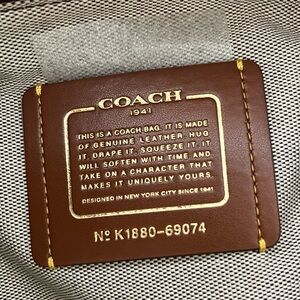 COACH
1941
THIS IS A COACH BAG. IT IS MADE
OF GENUINE LEATHER. HUG
IT DRAPE IT. SQUEEZE IT. IT
WILL SOFTEN WITH TIME AND
TAKE ON A CHARACTER THAT
MAKES IT UNIQUELY YOURS.
DESIGNED IN NEW YORK CITY SINCE 1941
Nº K1880-69074